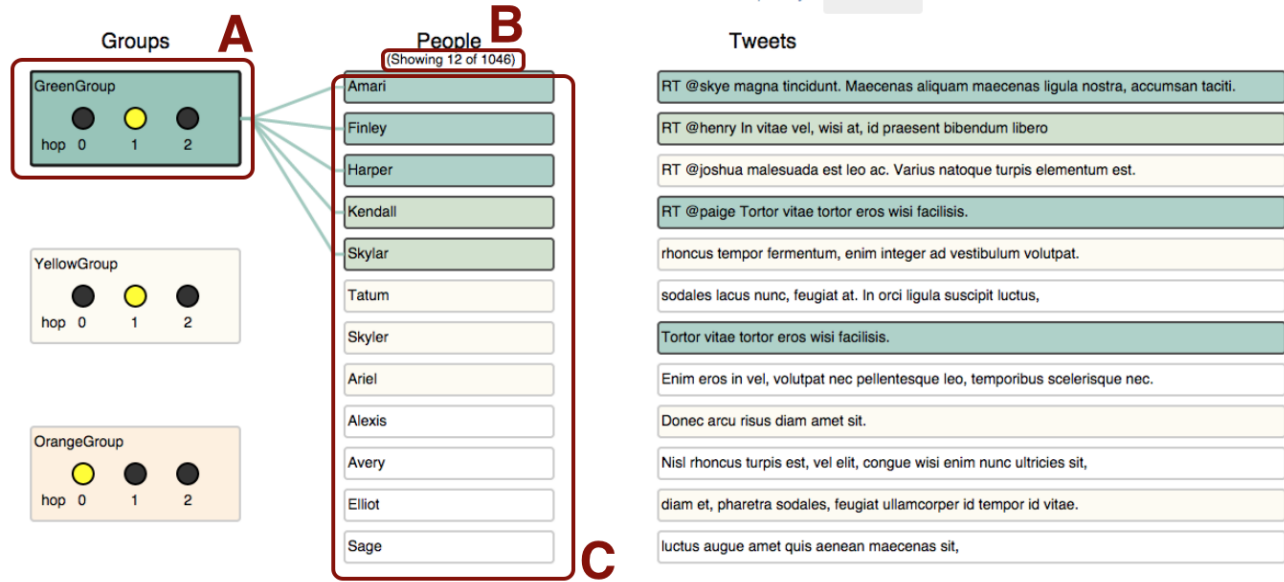 Groups
A
People
B
(Showing 12 of 1046)
Tweets
GreenGroup
hop 0 1 2
YellowGroup
hop 0 1 2
OrangeGroup
hop 0 1 2
Amari
Finley
Harper
Kendall
Skylar
Tatum
Skyler
Ariel
Alexis
Avery
Elliot
Sage
C
RT @skye magna tincidunt. Maecenas aliquam maecenas ligula nostra, accumsan taciti.
RT @henry In vitae vel, wisi at, id praesent bibendum libero
RT @joshua malesuada est leo ac. Varius natoque turpis elementum est.
RT @paige Tortor vitae tortor eros wisi facilisis.
rhoncus tempor fermentum, enim integer ad vestibulum volutpat.
sodales lacus nunc, feugiat at. In orci ligula suscipit luctus,
Tortor vitae tortor eros wisi facilisis.
Enim eros in vel, volutpat nec pellentesque leo, temporibus scelerisque nec.
Donec arcu risus diam amet sit.
Nisl rhoncus turpis est, vel elit, congue wisi enim nunc ultricies sit,
diam et, pharetra sodales, feugiat ullamcorper id tempor id vitae.
luctus augue amet quis aenean maecenas sit,